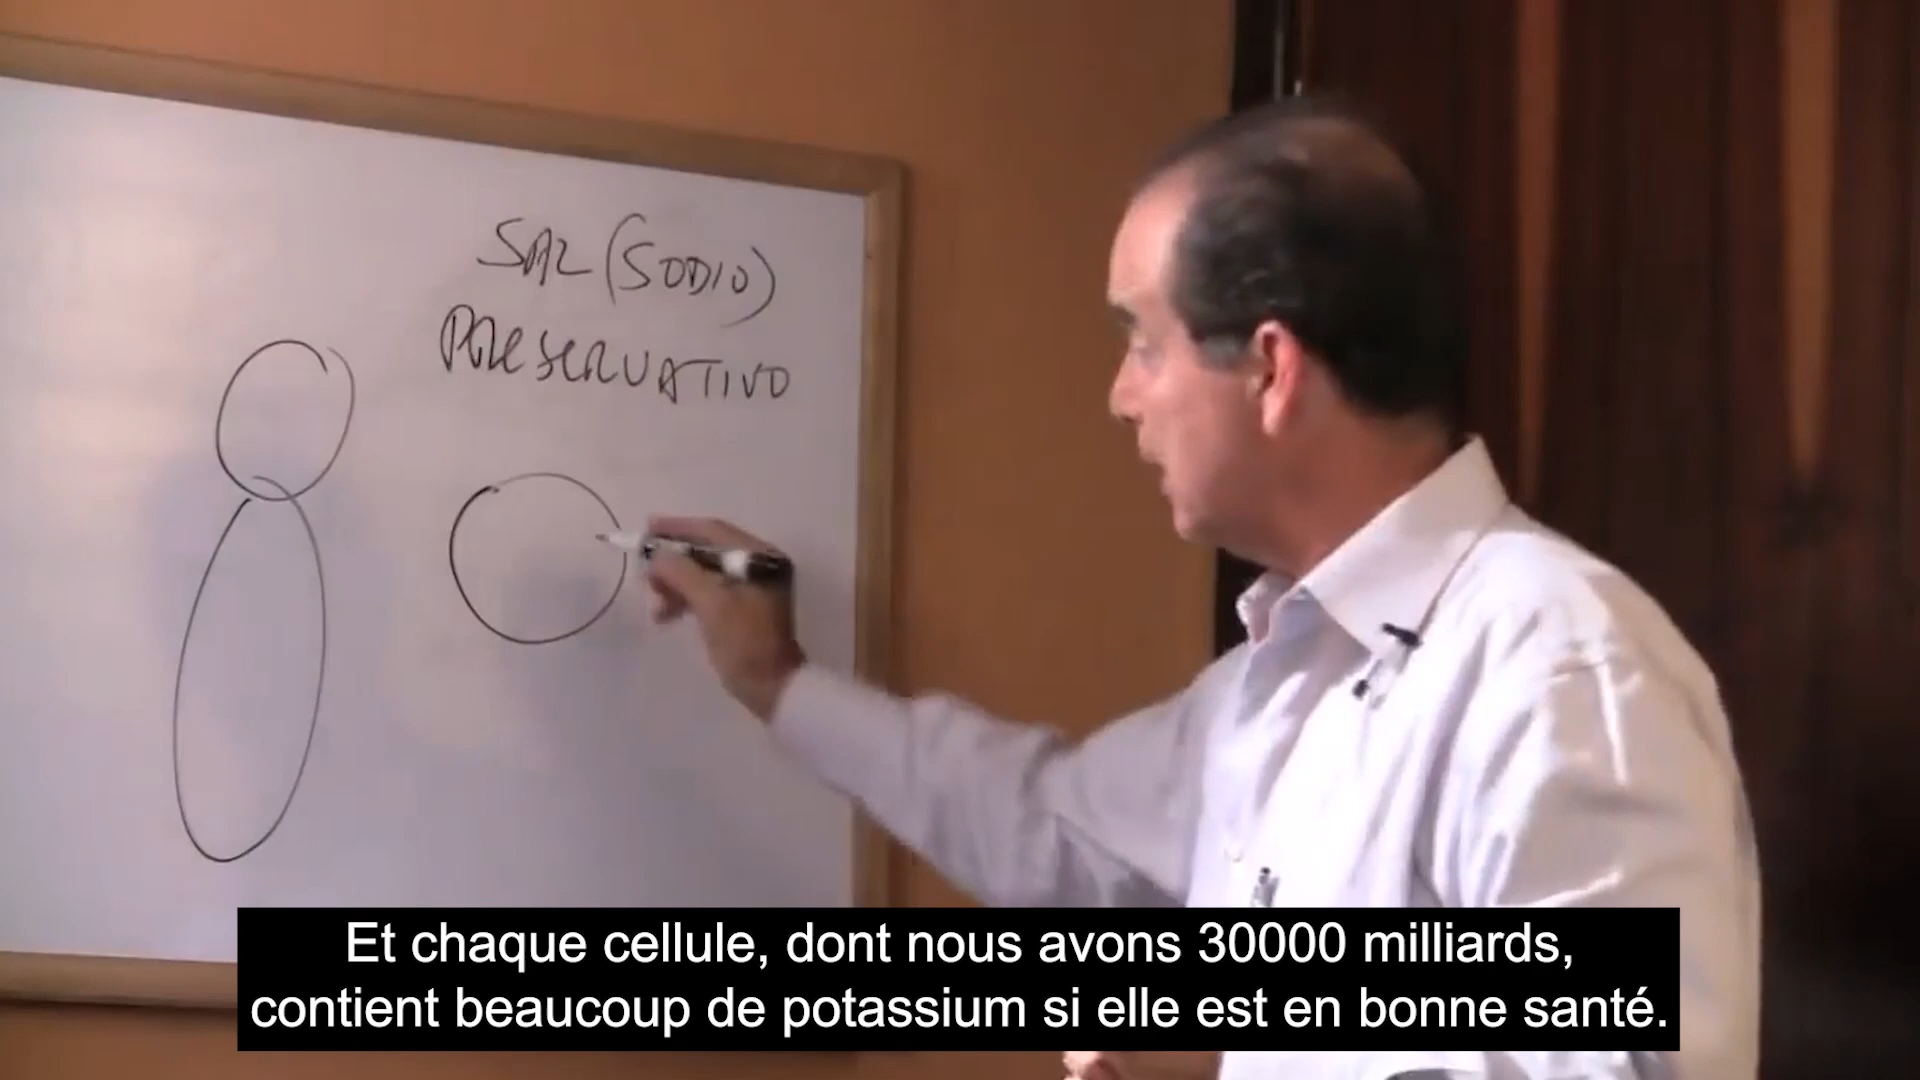 SAL (SODIO)
PRESERVATIVO
Et chaque cellule, dont nous avons 30000 milliards,
contient beaucoup de potassium si elle est en bonne santé.